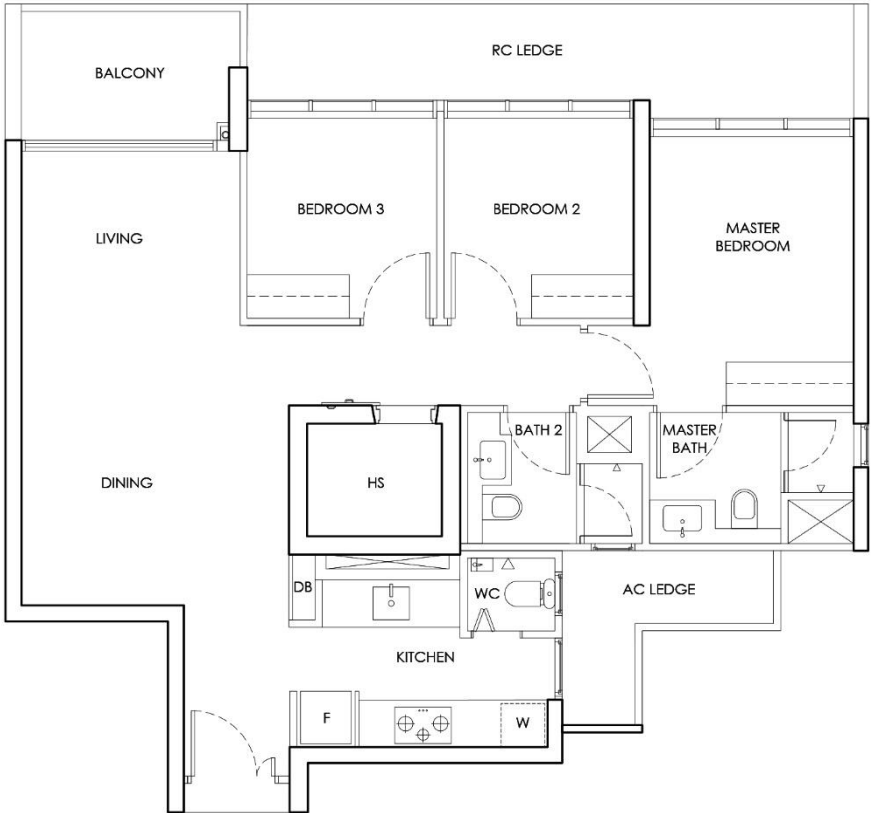 RC LEDGE
BALCONY
BEDROOM 3
BEDROOM 2
LIVING
MASTER
BEDROOM
BATH 2
MASTER
BATH
DINING
HS
DB
WC
AC LEDGE
KITCHEN
F
W